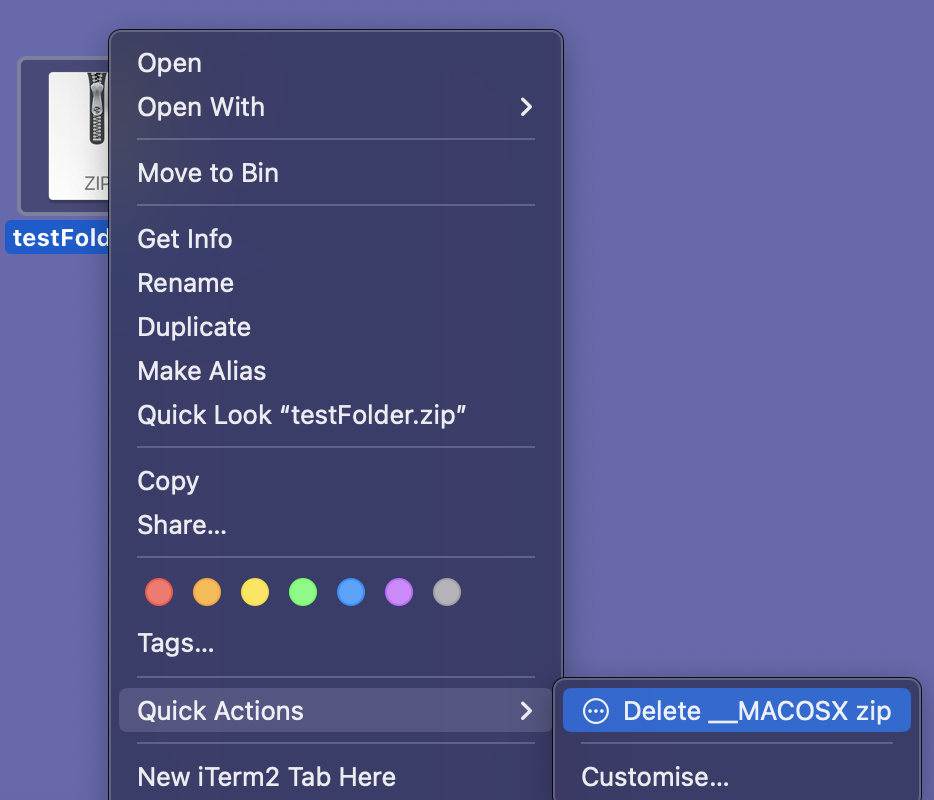 Open
Open With
Move to Bin
ZIP
testFold
Get Info
Rename
Duplicate
Make Alias
Quick Look “testFolder.zip”
Copy
Share...
Tags...
Quick Actions
Delete __MACOSX zip
New iTerm2 Tab Here
Customise...